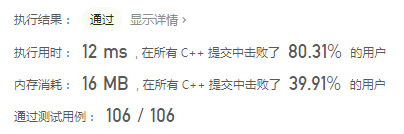 执行结果： 通过 显示详情 ›
执行用时： 12 ms ，在所有 C++ 提交中击败了 80.31% 的用户
内存消耗： 16 MB ，在所有 C++ 提交中击败了 39.91% 的用户
通过测试用例： 106 / 106